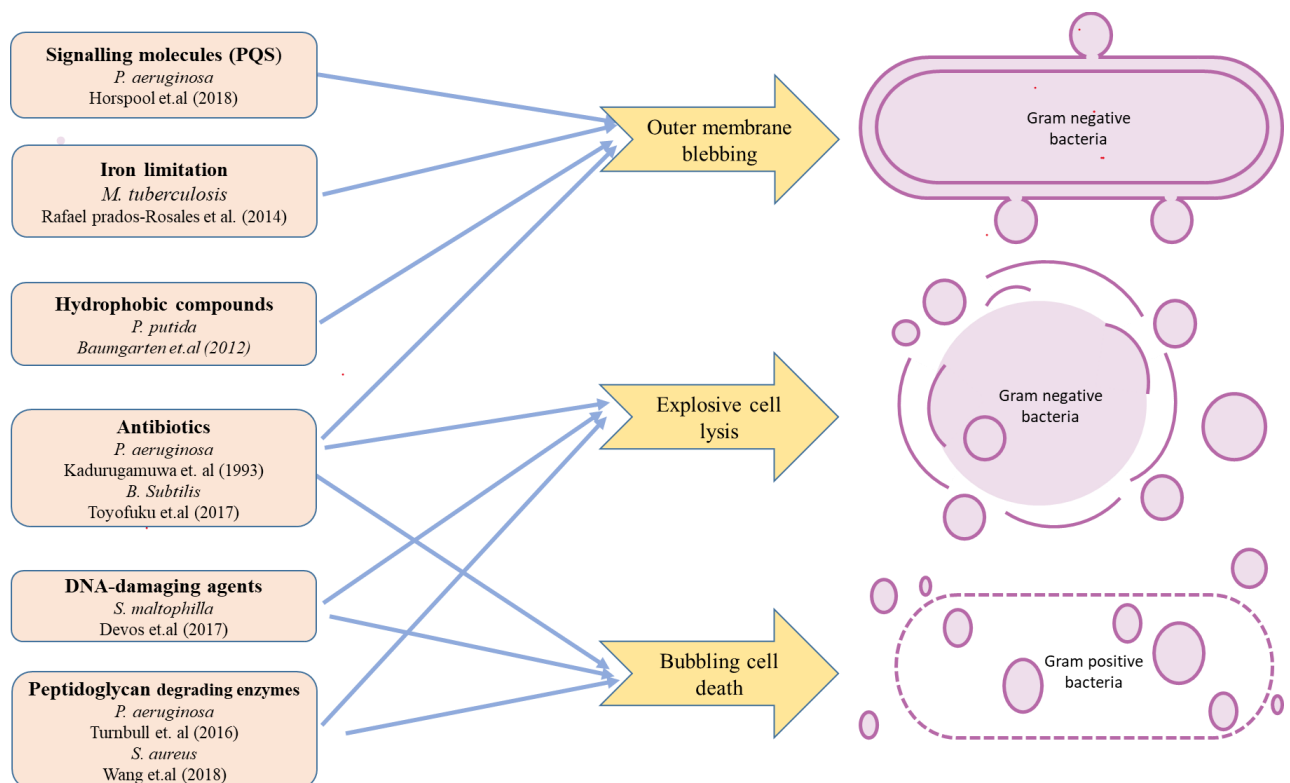 Signalling molecules (PQS)
P. aeruginosa
Horspool et.al (2018)
Iron limitation
M. tuberculosis
Rafael prados-Rosales et al. (2014)
Hydrophobic compounds
P. putida
Baumgarten et.al (2012)
Antibiotics
P. aeruginosa
Kadurugamuwa et. al (1993)
B. Subtilis
Toyofuku et.al (2017)
DNA-damaging agents
S. maltophilla
Devos et.al (2017)
Peptidoglycan degrading enzymes
P. aeruginosa
Turnbull et. al (2016)
S. aureus
Wang et.al (2018)
Outer membrane
blebbing
Explosive cell
lysis
Bubbling cell
death
Gram negative
bacteria
Gram negative
bacteria
Gram positive
bacteria